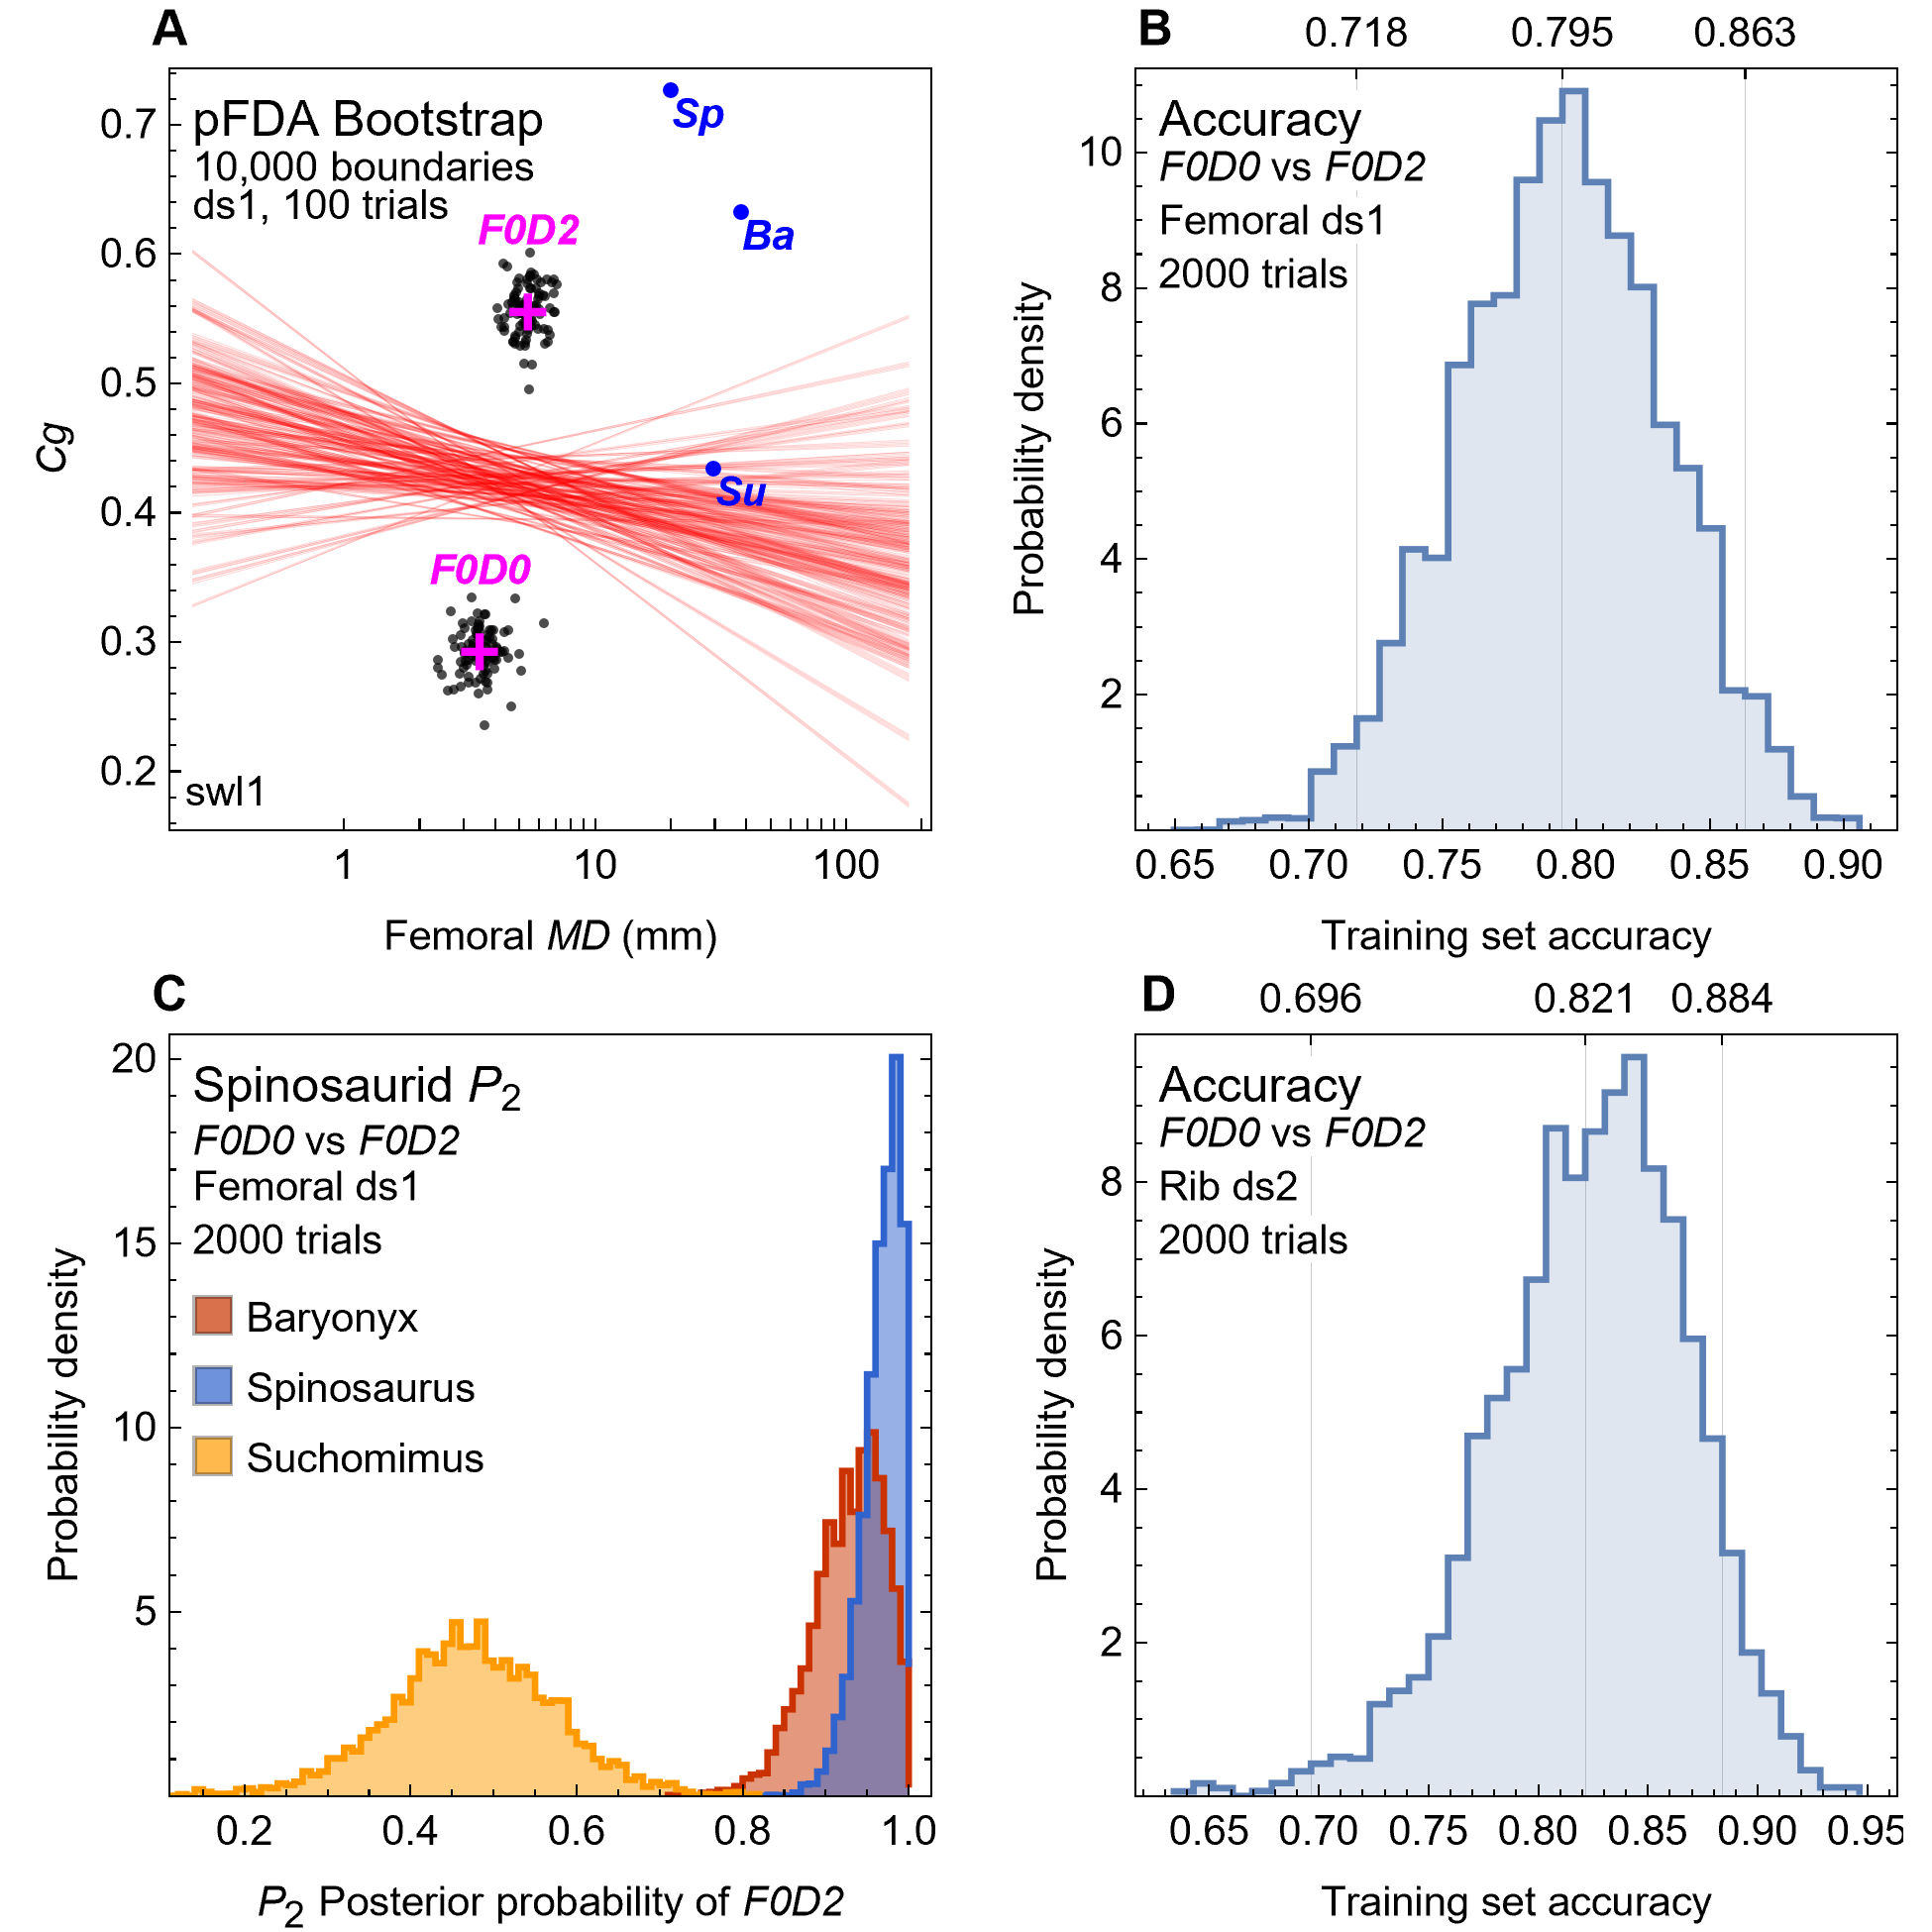 A
pFDA Bootstrap
10,000 boundaries
ds1, 100 trials
Sp
Ba
F0D2
Su
F0D0
swl1
0.7
0.6
0.5
0.4
0.3
0.2
Cg
1 10 100
Femoral MD (mm)
B
0.718 0.795 0.863
Accuracy
F0D0 vs F0D2
Femoral ds1
2000 trials
10
8
6
4
2
Probability density
0.65 0.70 0.75 0.80 0.85 0.90
Training set accuracy
C
Spinosaurid P2
F0D0 vs F0D2
Femoral ds1
2000 trials
Baryonyx
Spinosaurus
Suchomimus
20
15
10
5
Probability density
0.2 0.4 0.6 0.8 1.0
P2 Posterior probability of F0D2
D
0.696 0.821 0.884
Accuracy
F0D0 vs F0D2
Rib ds2
2000 trials
8
6
4
2
Probability density
0.65 0.70 0.75 0.80 0.85 0.90 0.95
Training set accuracy